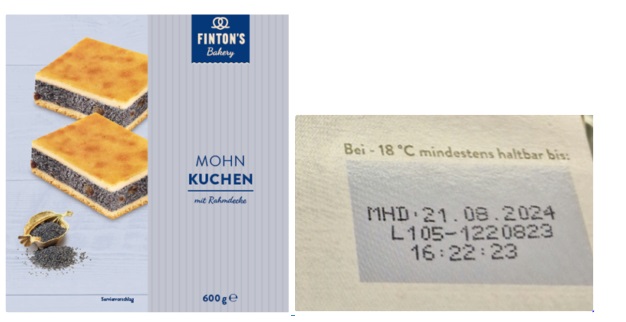 FINTON'S
Bakery
MOHN
KUCHEN
mit Rahmdecke
Serviervorschlag
600 g e
Bei - 18 °C mindestens haltbar bis:
MHD:21.08.2024
L105-1220823
16:22:23